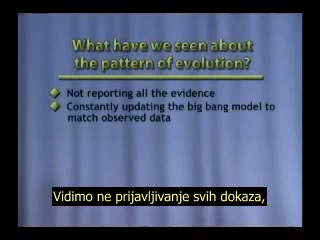 What have we seen about
the pattern of evolution?
Not reporting all the evidence
Constantly updating the big bang model to
match observed data
Vidimo ne prijavljivanje svih dokaza,